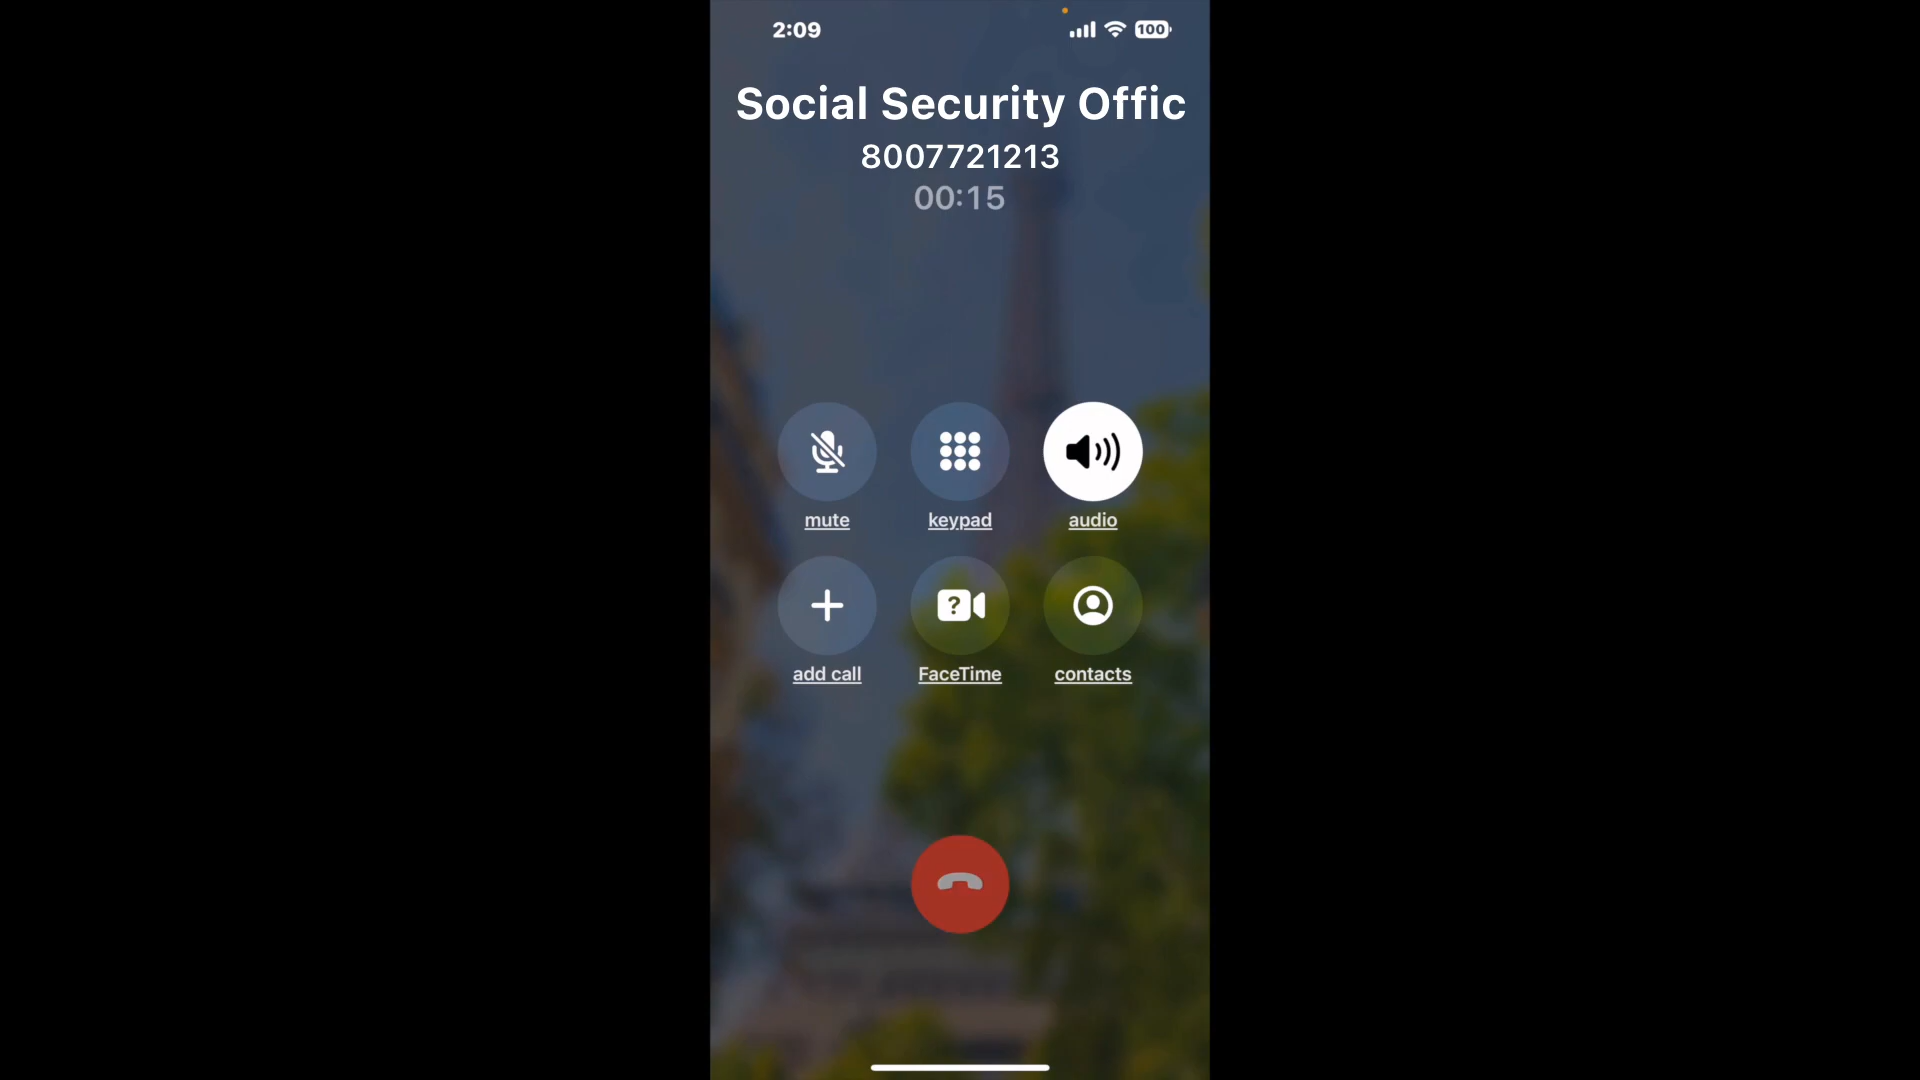 2:09
100
Social Security Offic
8007721213
00:15
mute
keypad
audio
?
add call
FaceTime
contacts